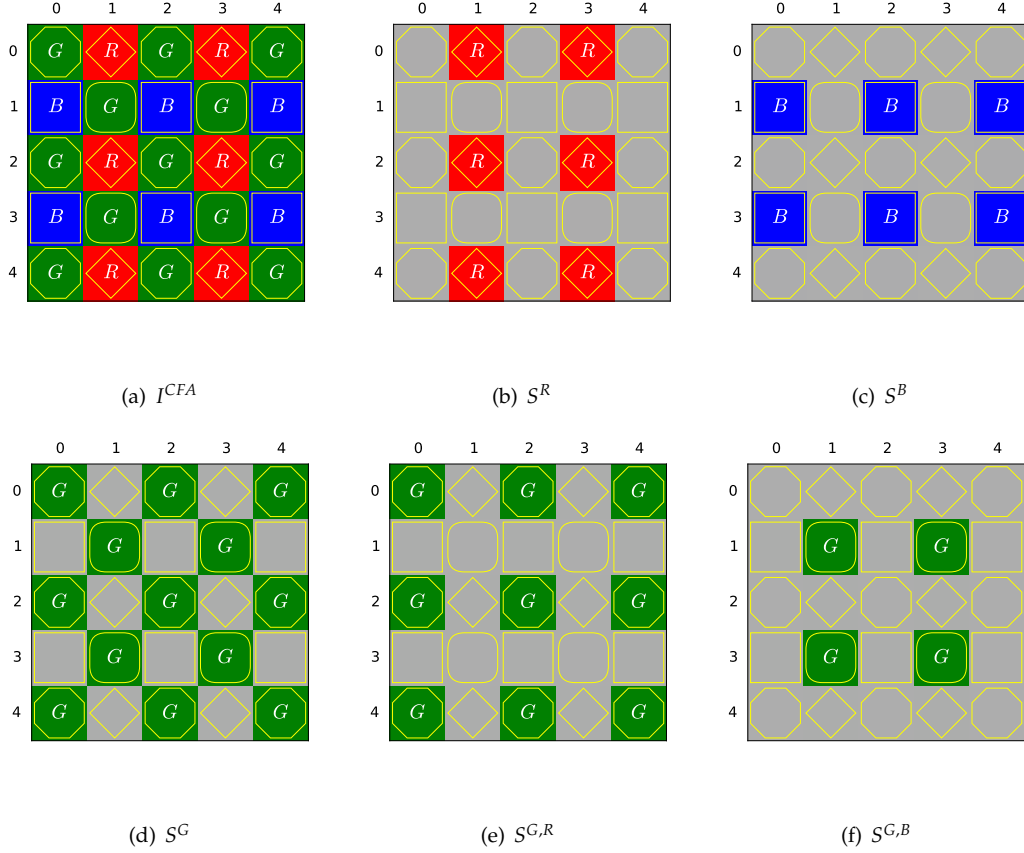 0 1 2 3 4 0 1 2 3 4 0 1 2 3 4
0 G R G R G 0 R R 0
1 B G B G B 1 1 B B B
2 G R G R G 2 R R 2
3 B G B G B 3 3 B B B
4 G R G R G 4 R R 4
(a) I^{CFA} (b) S^R (c) S^B
0 1 2 3 4 0 1 2 3 4 0 1 2 3 4
0 G G G 0 G G G 0
1 G G 1 1 G G
2 G G G 2 G G G 2
3 G G 3 3 G G
4 G G G 4 G G G 4
(d) S^G (e) S^{G,R} (f) S^{G,B}